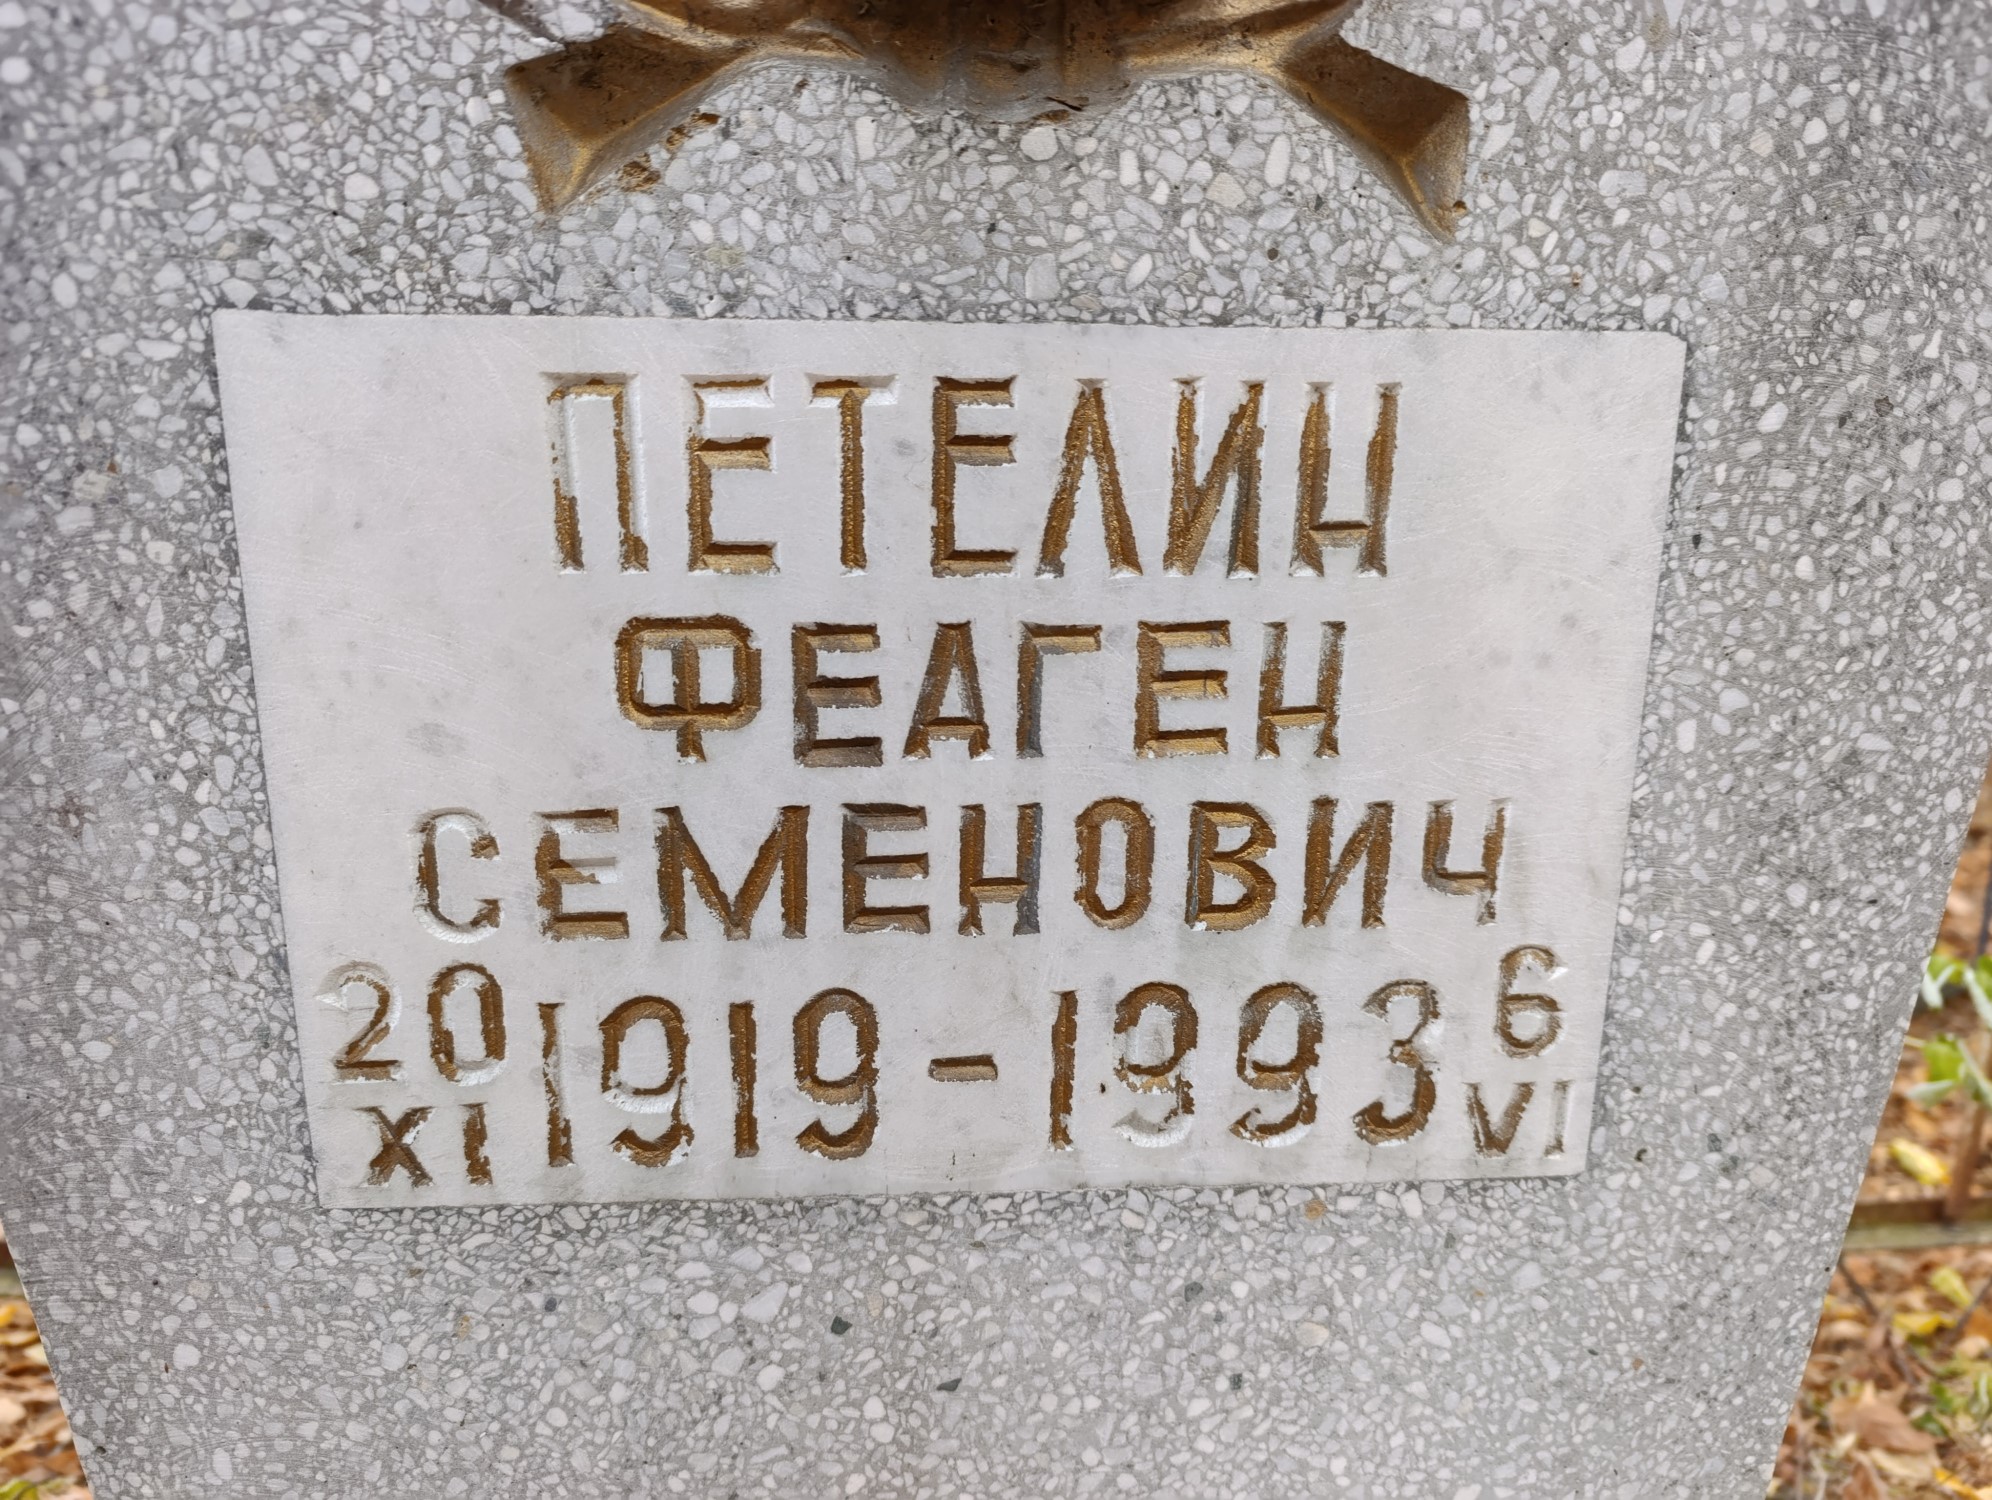 ПЕТЕЛИН
ФЕАГЕН
СЕМЕНОВИЧ
20 XI 1919 - 1993 6 VI